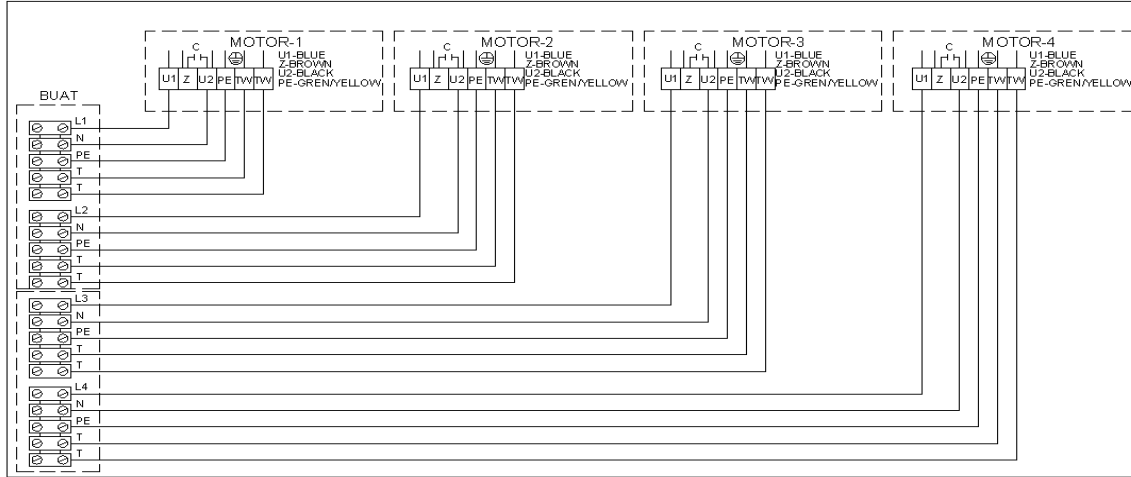 MOTOR-1
C
U1-BLUE
Z-BROWN
U2-BLACK
PE-GREN/YELLOW
U1 Z U2 PE TW TW
MOTOR-2
C
U1-BLUE
Z-BROWN
U2-BLACK
PE-GREN/YELLOW
U1 Z U2 PE TW TW
MOTOR-3
C
U1-BLUE
Z-BROWN
U2-BLACK
PE-GREN/YELLOW
U1 Z U2 PE TW TW
MOTOR-4
C
U1-BLUE
Z-BROWN
U2-BLACK
PE-GREN/YELLOW
U1 Z U2 PE TW TW
BUAT
L1
N
PE
T
T
L2
N
PE
T
T
L3
N
PE
T
T
L4
N
PE
T
T